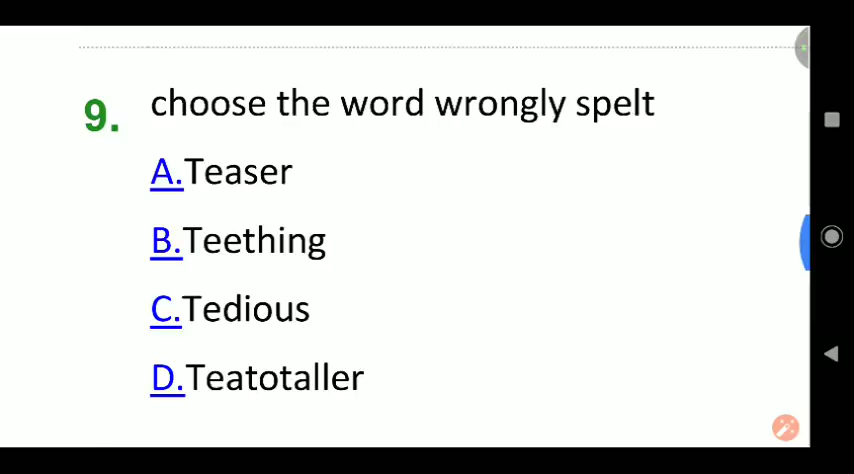 9. choose the word wrongly spelt
A.Teaser
B.Teething
C.Tedious
D.Teatotaller